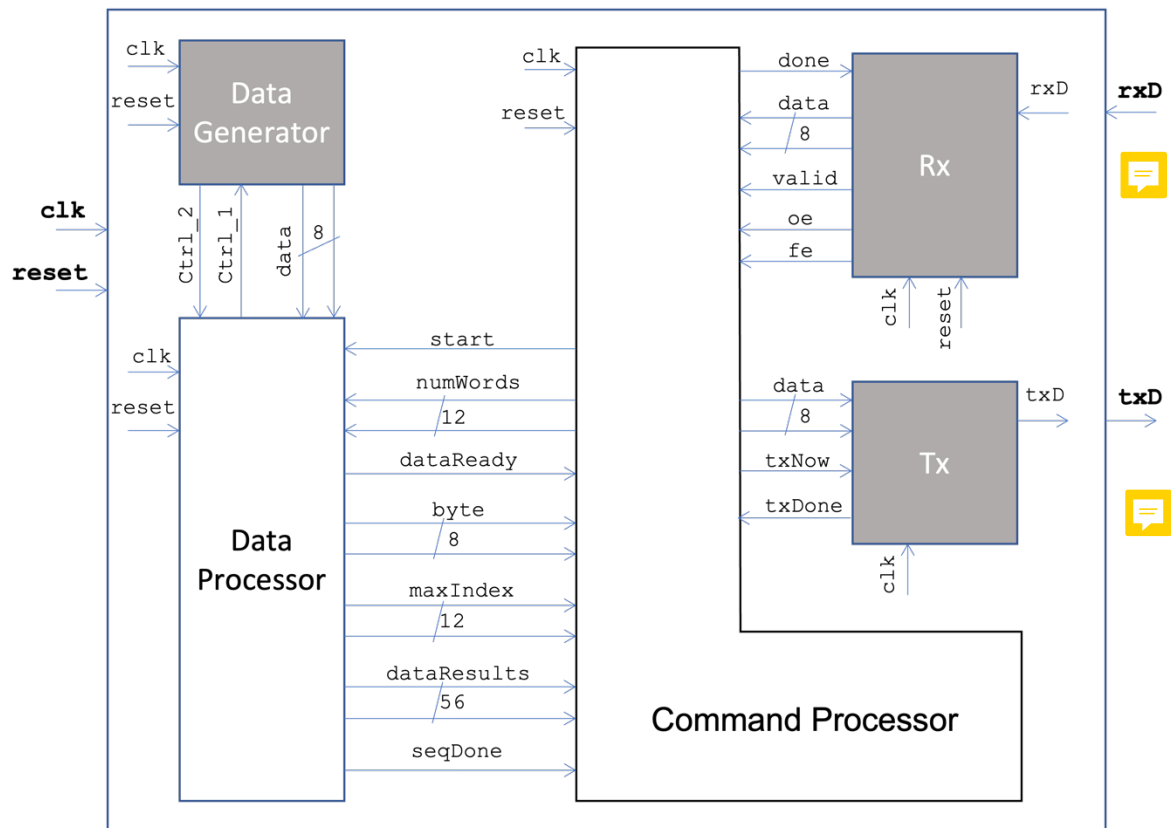 clk
reset
Data
Generator
Ctrl_2
Ctrl_1
data
8
clk
reset
clk
reset
Data
Processor
start
numWords
12
dataReady
byte
8
maxIndex
12
dataResults
56
seqDone
clk
reset
Command Processor
done
data
8
valid
oe
fe
Rx
rxD
rxD
clk
reset
data
8
txNow
txDone
Tx
txD
txD
clk